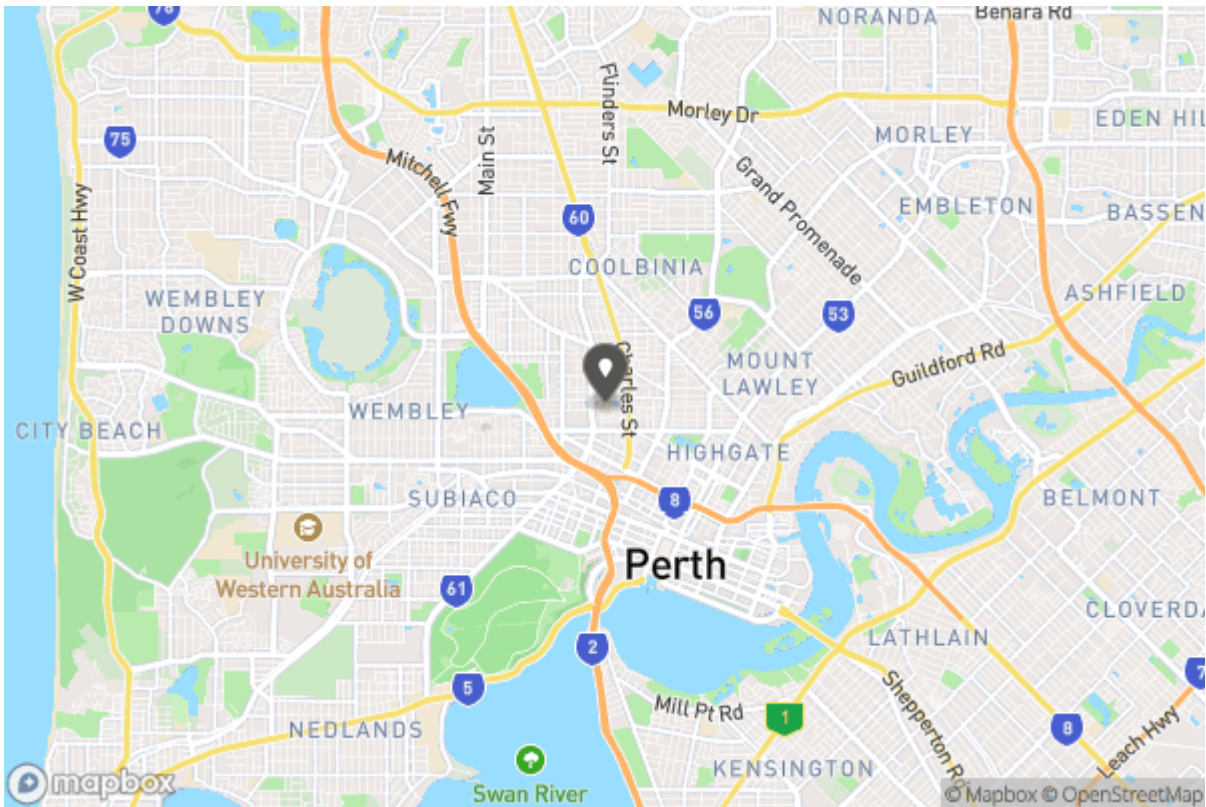 76
NORANDA
Benara Rd
Flinders St
Morley Dr
EDEN HIL
75
Main St
MORLEY
Mitchell Fwy
Grand Promenade
W Coast Hwy
60
EMBLETON
BASSEN
COOLBINIA
WEMBLEY
DOWNS
56
53
ASHFIELD
Charles St
MOUNT
LAWLEY
Guildford Rd
WEMBLEY
CITY BEACH
HIGHGATE
SUBIACO
8
BELMONT
University of
Western Australia
Perth
61
CLOVERDA
LATHLAIN
2
5
Mill Pt Rd
1
Shepperton Rd
7
8
Leach Hwy
NEDLANDS
KENSINGTON
Swan River
mapbox
© Mapbox © OpenStreetMap